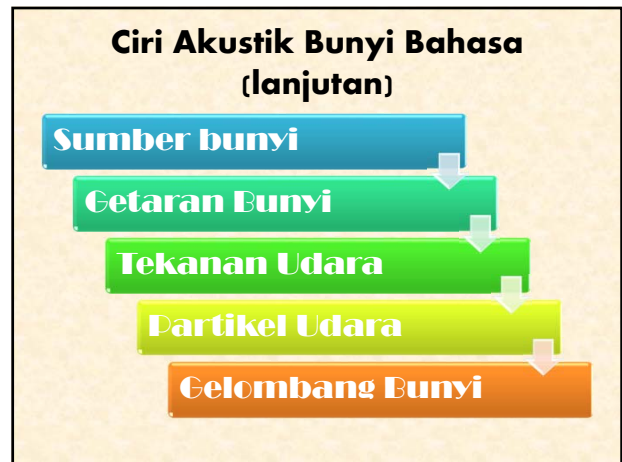 Ciri Akustik Bunyi Bahasa
(lanjutan)
Sumber bunyi
Getaran Bunyi
Tekanan Udara
Partikel Udara
Gelombang Bunyi